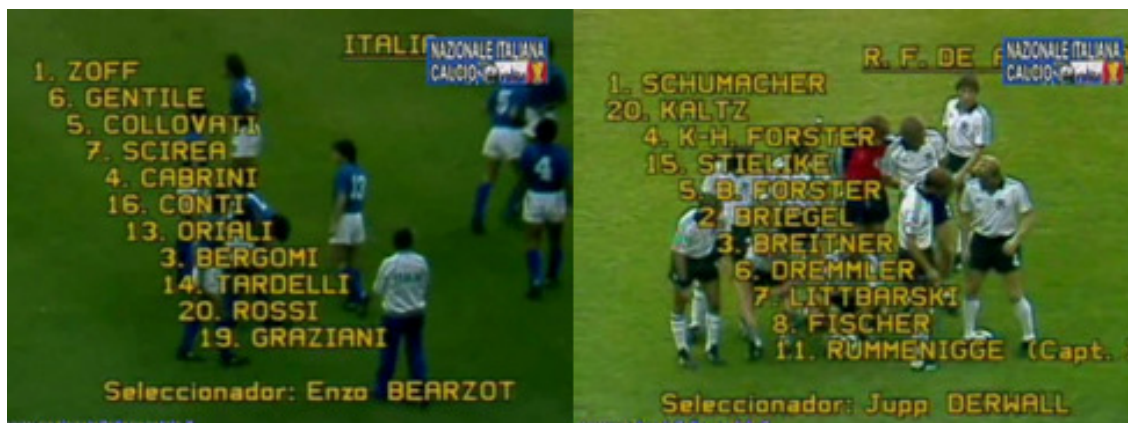 ITALIA
NAZIONALE ITALIANA
CALCIO
1. ZOFF
6. GENTILE
5. COLLOVATI
7. SCIREA
4. CABRINI
16. CONTI
13. ORIALI
3. BERGOMI
14. TARDELLI
20. ROSSI
19. GRAZIANI
Seleccionador: Enzo BEARZOT
R. F. DE A
NAZIONALE ITALIANA
CALCIO
1. SCHUMACHER
20. KALTZ
4. K-H. FORSTER
15. STIELIKE
5. B. FORSTER
2. BRIEGEL
3. BREITNER
6. DREMMLER
7. LITTBARSKI
8. FISCHER
11. RUMMENIGGE (Capt.
Seleccionador: Jupp DERWALL